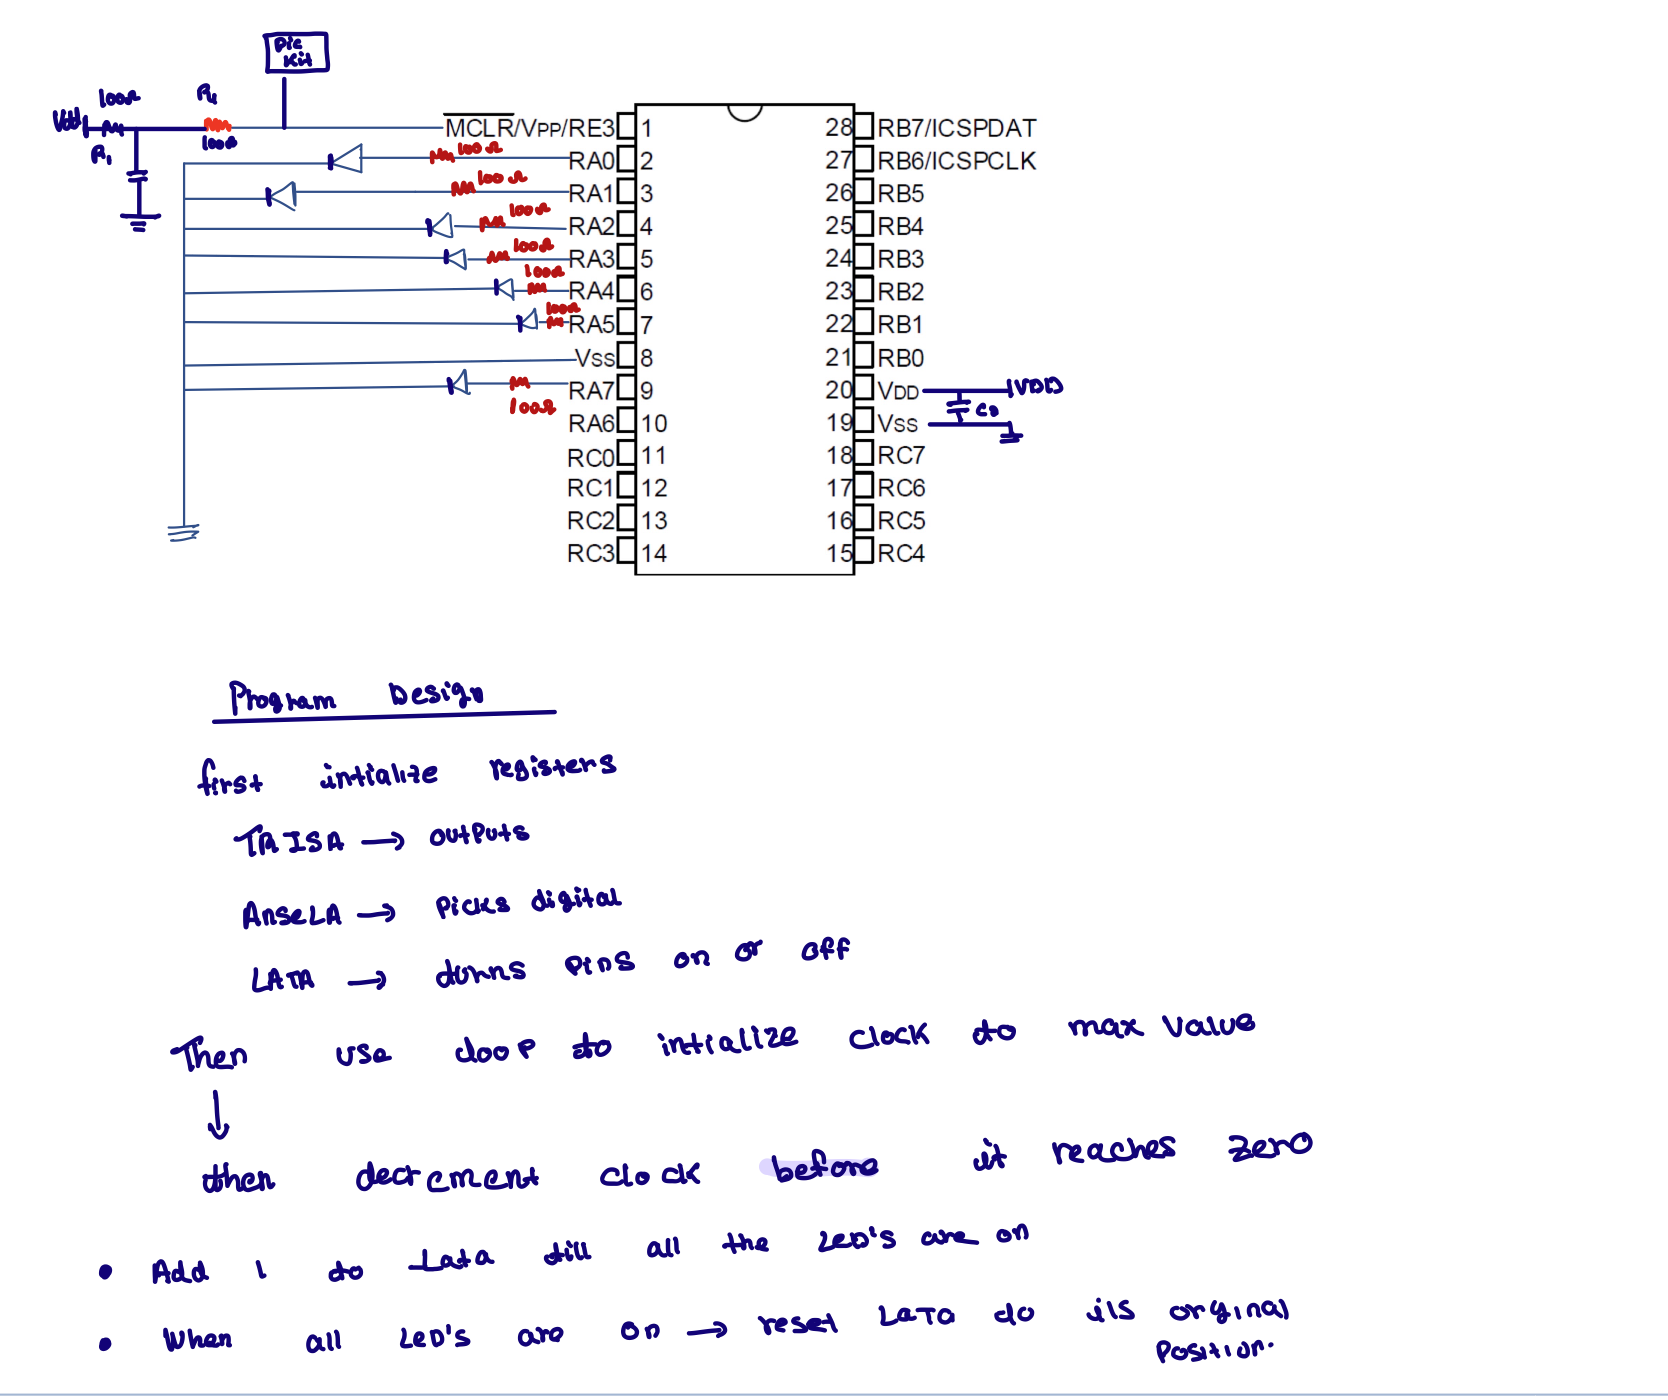 Pic
Kit
100Ω
R4
Vdd
R1
100Ω
MCLR/VPP/RE3 1
28 RB7/ICSPDAT
100Ω
RA0 2
27 RB6/ICSPCLK
100Ω
RA1 3
26 RB5
100Ω
RA2 4
25 RB4
100Ω
RA3 5
24 RB3
100Ω
RA4 6
23 RB2
100Ω
RA5 7
22 RB1
Vss 8
21 RB0
RA7 9
20 VDD
VDD
100Ω
RA6 10
19 Vss
RC0 11
18 RC7
RC1 12
17 RC6
RC2 13
16 RC5
RC3 14
15 RC4
Program Design
first intialize registers
TRISA → outputs
AnseLA → Picks digital
LATA → turns pins on or off
Then use loop to intialize clock to max value
↓
then decrement clock before it reaches zero
• Add 1 to Lata till all the LED's are on
• When all LED's are on → reset LaTa to its orginal
Position.